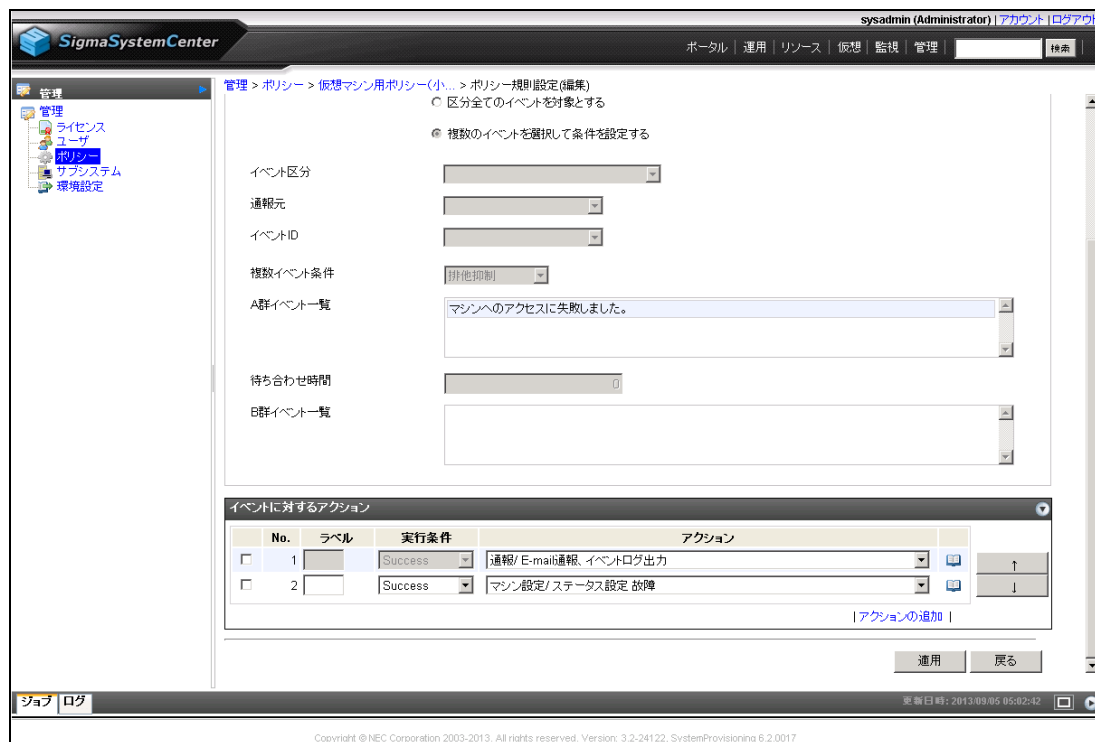 sysadmin (Administrator) | アカウント | ログアウト
SigmaSystemCenter
ポータル | 運用 | リソース | 仮想 | 監視 | 管理 | 検索
管理
管理
ライセンス
ユーザ
ポリシー
サブシステム
環境設定
管理 > ポリシー > 仮想マシン用ポリシー(小... > ポリシー規則設定(編集)
区分全てのイベントを対象とする
複数のイベントを選択して条件を設定する
イベント区分
通報元
イベントID
複数イベント条件 排他抑制
A群イベント一覧 マシンへのアクセスに失敗しました。
待ち合わせ時間 0
B群イベント一覧
イベントに対するアクション
No. ラベル 実行条件 アクション
1 Success 通報/ E-mail通報、イベントログ出力
2 Success マシン設定/ ステータス設定 故障
↑
↓
| アクションの追加 |
適用 戻る
ジョブ ログ 更新日時: 2013/09/05 05:02:42
Copyright © NEC Corporation 2003-2013. All rights reserved. Version: 3.2-24122, SystemProvisioning 6.2.0017